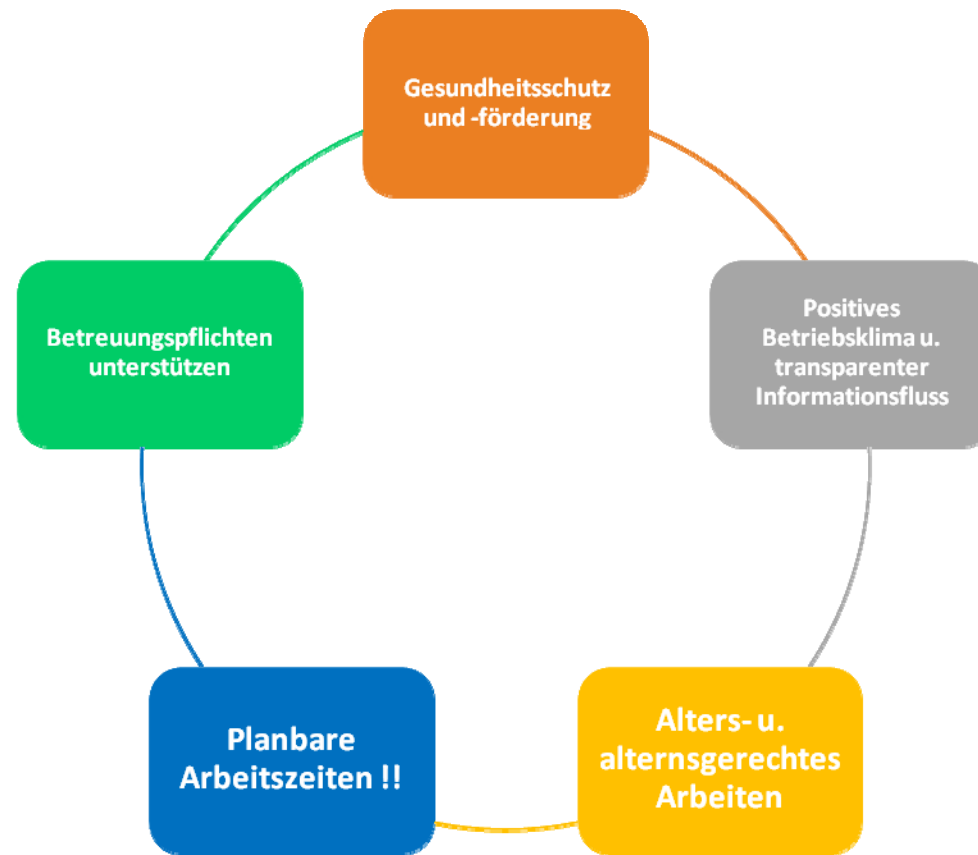 Gesundheitsschutz
und -förderung
Positives
Betriebsklima u.
transparenter
Informationsfluss
Alters- u.
alternsgerechtes
Arbeiten
Planbare
Arbeitszeiten !!
Betreuungspflichten
unterstützen